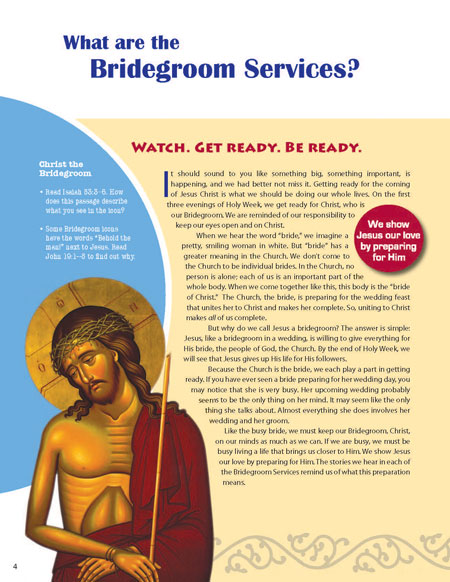 What are the
Bridegroom Services?
WATCH. GET READY. BE READY.
Christ the
Bridegroom
• Read Isaiah 53:3–5. How
does this passage describe
what you see in the icon?
• Some Bridegroom icons
have the words “Behold the
man!” next to Jesus. Read
John 19:1–6 to find out why.
It should sound to you like something big, something important, is
happening, and we had better not miss it. Getting ready for the coming
of Jesus Christ is what we should be doing our whole lives. On the first
three evenings of Holy Week, we get ready for Christ, who is
our Bridegroom. We are reminded of our responsibility to
keep our eyes open and on Christ.
When we hear the word “bride,” we imagine a
pretty, smiling woman in white. But “bride” has a
greater meaning in the Church. We don’t come to
the Church to be individual brides. In the Church, no
person is alone; each of us is an important part of the
whole body. When we come together like this, this body is the “bride
of Christ.” The Church, the bride, is preparing for the wedding feast
that unites her to Christ and makes her complete. So, uniting to Christ
makes all of us complete.
We show
Jesus our love
by preparing
for Him
But why do we call Jesus a bridegroom? The answer is simple:
Jesus, like a bridegroom in a wedding, is willing to give everything for
His bride, the people of God, the Church. By the end of Holy Week, we
will see that Jesus gives up His life for His followers.
Because the Church is the bride, we each play a part in getting
ready. If you have ever seen a bride preparing for her wedding day, you
may notice that she is very busy. Her upcoming wedding probably
seems to be the only thing on her mind. It may seem like the only
thing she talks about. Almost everything she does involves her
wedding and her groom.
Like the busy bride, we must keep our Bridegroom, Christ,
on our minds as much as we can. If we are busy, we must be
busy living a life that brings us closer to Him. We show Jesus
our love by preparing for Him. The stories we hear in each of
the Bridegroom Services remind us of what this preparation
means.
4